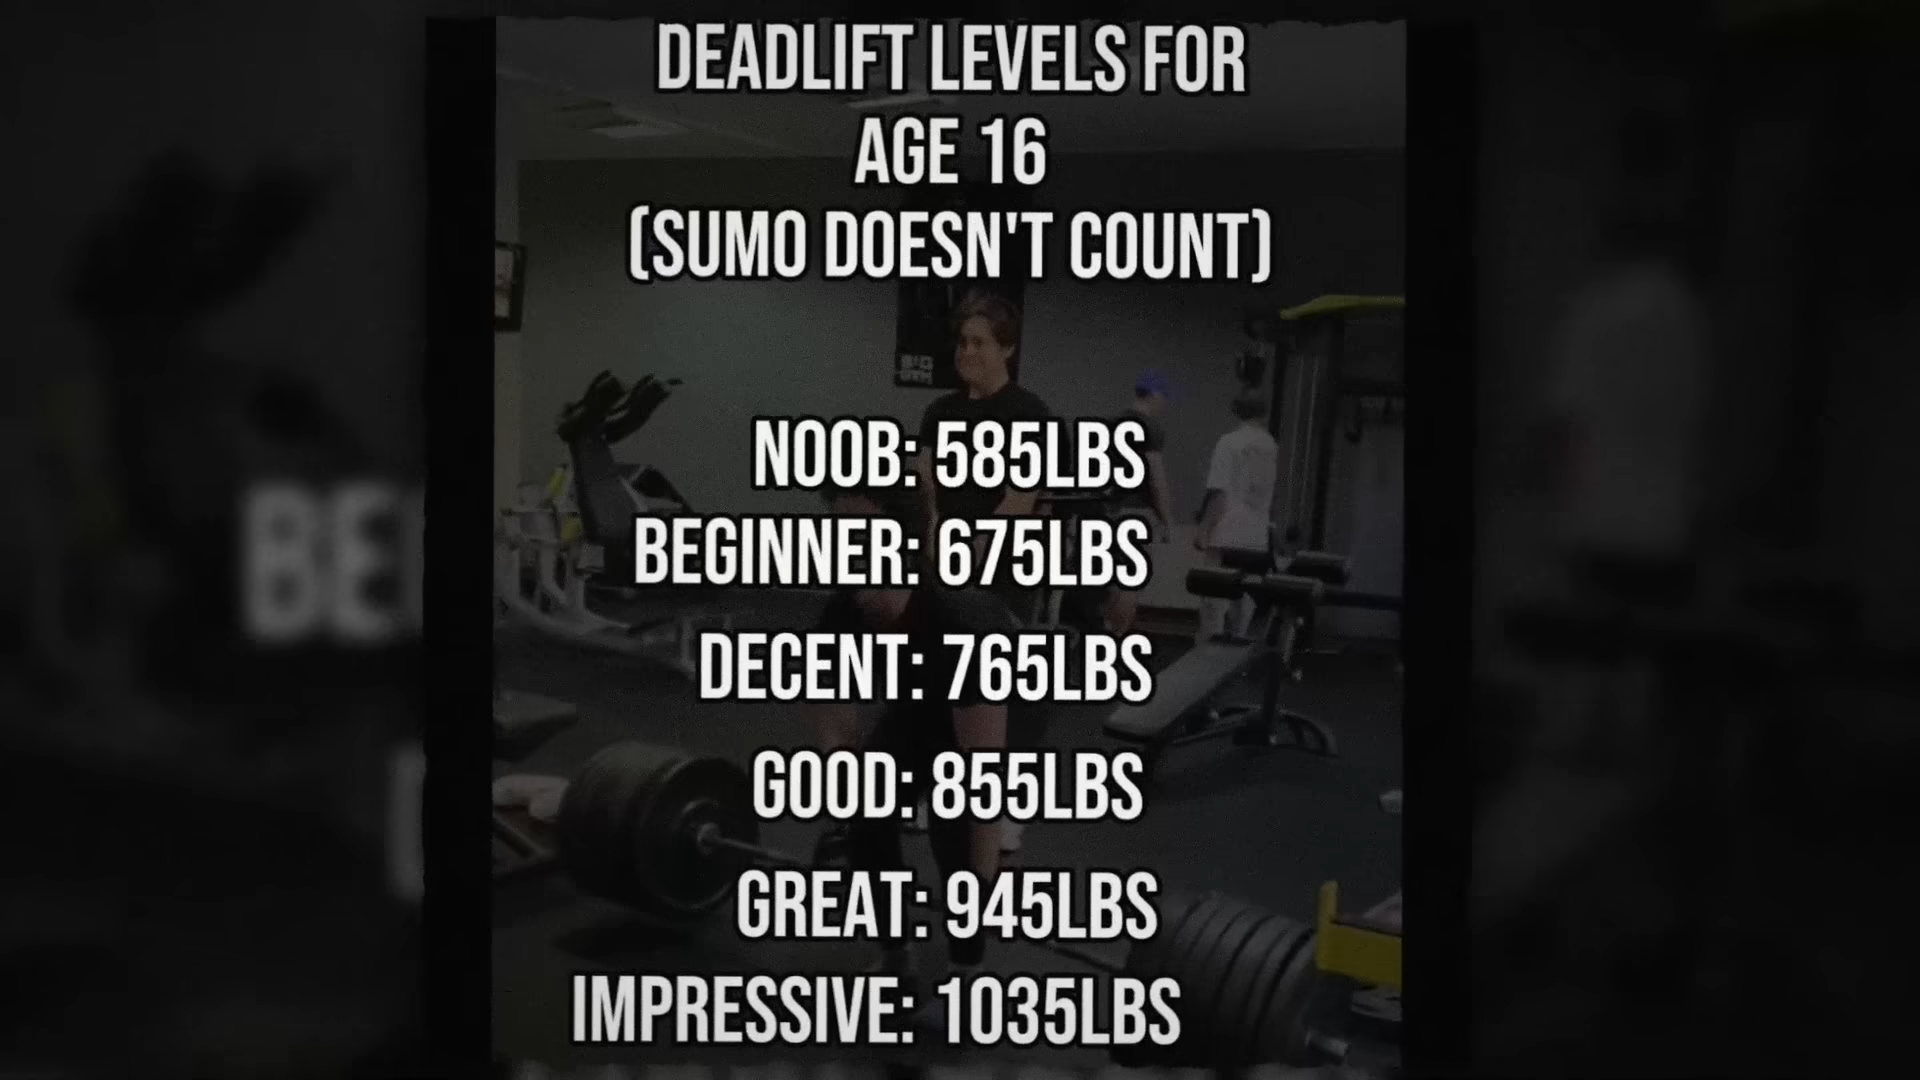 DEADLIFT LEVELS FOR
AGE 16
(SUMO DOESN'T COUNT)
NOOB: 585LBS
BEGINNER: 675LBS
DECENT: 765LBS
GOOD: 855LBS
GREAT: 945LBS
IMPRESSIVE: 1035LBS